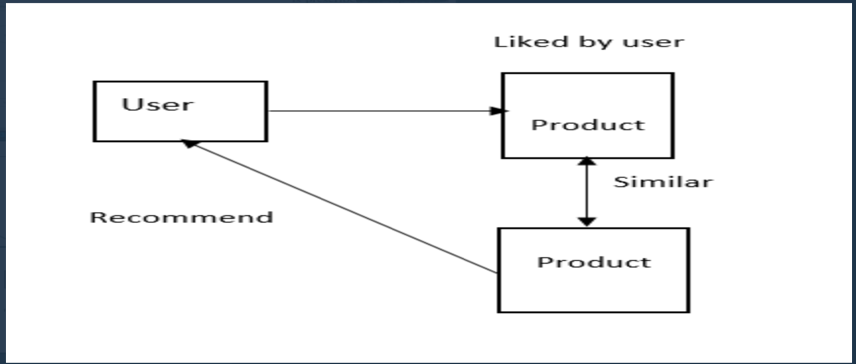 Liked by user
User
Product
Similar
Recommend
Product